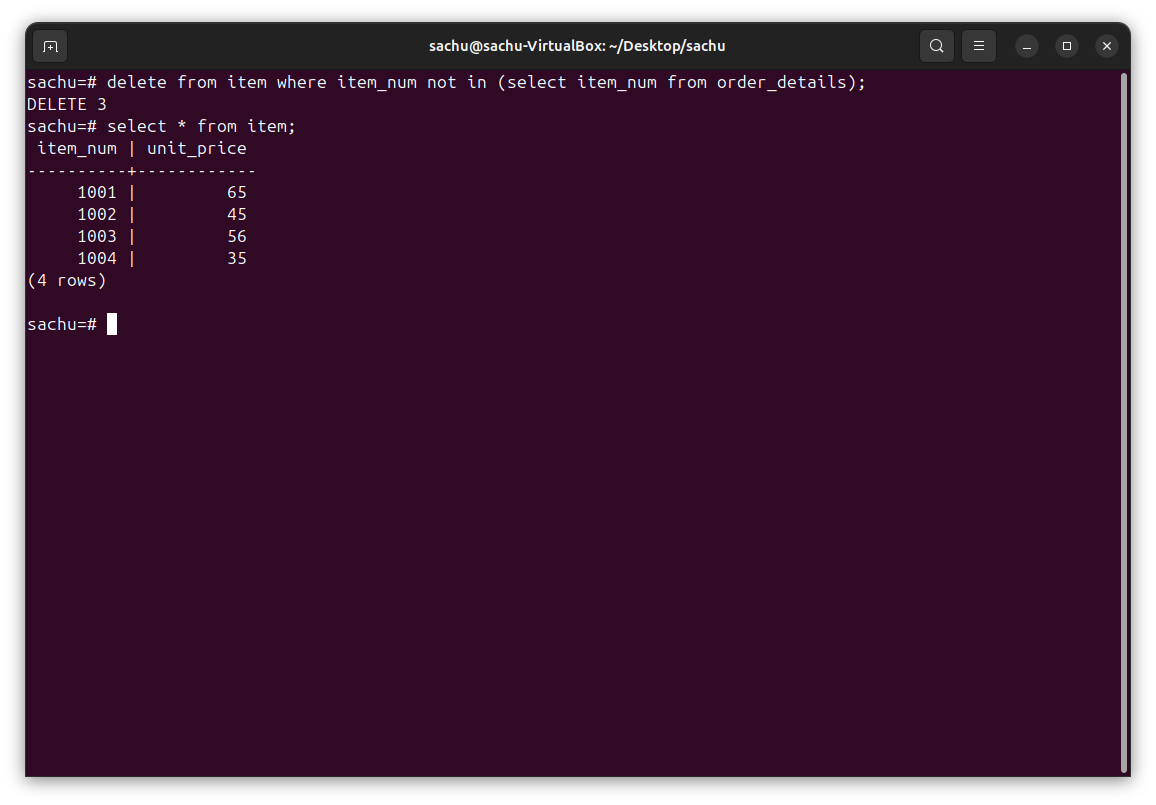 sachu@sachu-VirtualBox: ~/Desktop/sachu
sachu=# delete from item where item_num not in (select item_num from order_details);
DELETE 3
sachu=# select * from item;
 item_num | unit_price
----------+------------
     1001 |         65
     1002 |         45
     1003 |         56
     1004 |         35
(4 rows)
sachu=#